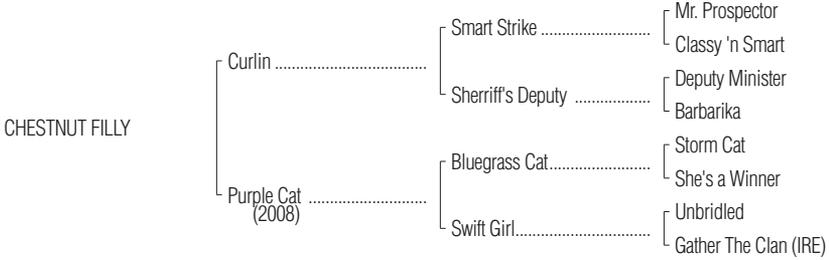 Mr. Prospector
Smart Strike ..........................
Classy 'n Smart
Curlin ....................................
Deputy Minister
Sherriff's Deputy ..................
Barbarika
CHESTNUT FILLY
Storm Cat
Bluegrass Cat........................
She's a Winner
Purple Cat ............................
(2008)
Unbridled
Swift Girl................................
Gather The Clan (IRE)